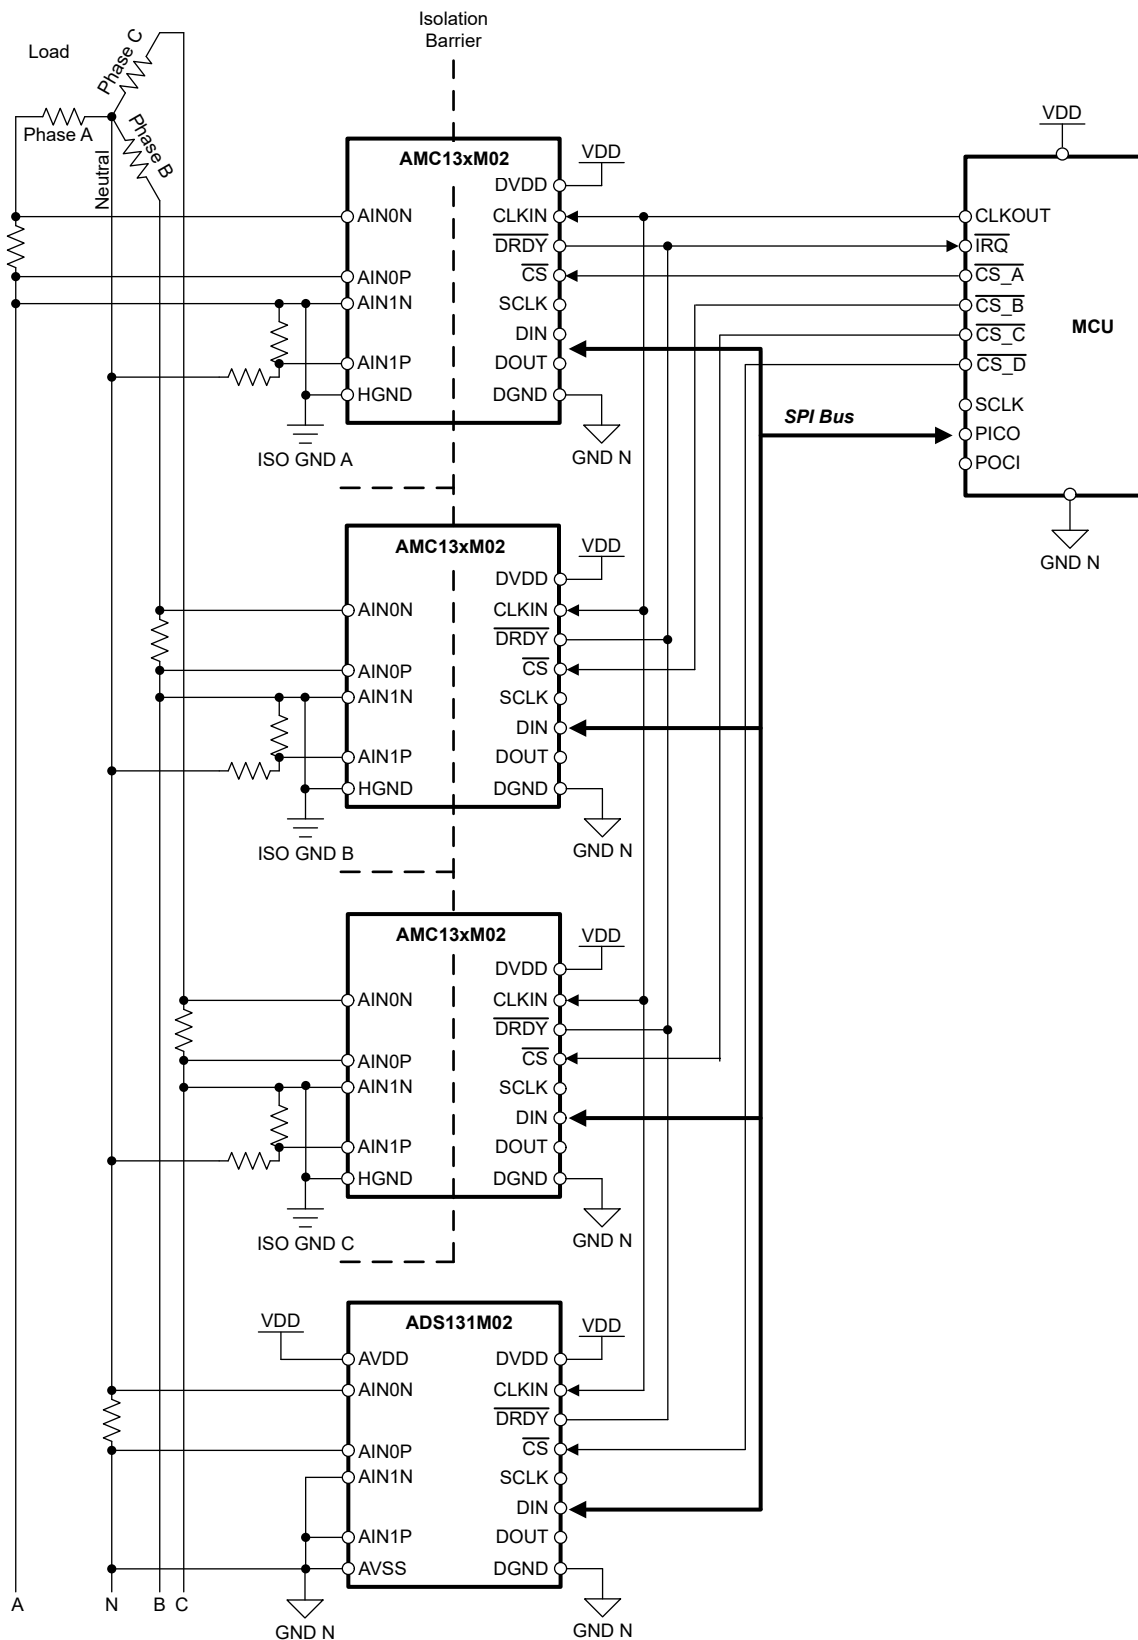 Isolation
Barrier
Load
Phase C
Phase A
Phase B
Neutral
AMC13xM02
AIN0N
AIN0P
AIN1N
AIN1P
HGND
DVDD
CLKIN
DRDY
CS
SCLK
DIN
DOUT
DGND
VDD
ISO GND A
GND N
VDD
CLKOUT
IRQ
CS_A
CS_B
CS_C
CS_D
SCLK
PICO
POCI
MCU
GND N
SPI Bus
AMC13xM02
AIN0N
AIN0P
AIN1N
AIN1P
HGND
DVDD
CLKIN
DRDY
CS
SCLK
DIN
DOUT
DGND
VDD
ISO GND B
GND N
AMC13xM02
AIN0N
AIN0P
AIN1N
AIN1P
HGND
DVDD
CLKIN
DRDY
CS
SCLK
DIN
DOUT
DGND
VDD
ISO GND C
GND N
ADS131M02
VDD
AVDD
AIN0N
AIN0P
AIN1N
AIN1P
AVSS
DVDD
CLKIN
DRDY
CS
SCLK
DIN
DOUT
DGND
VDD
GND N
GND N
A
N
B
C